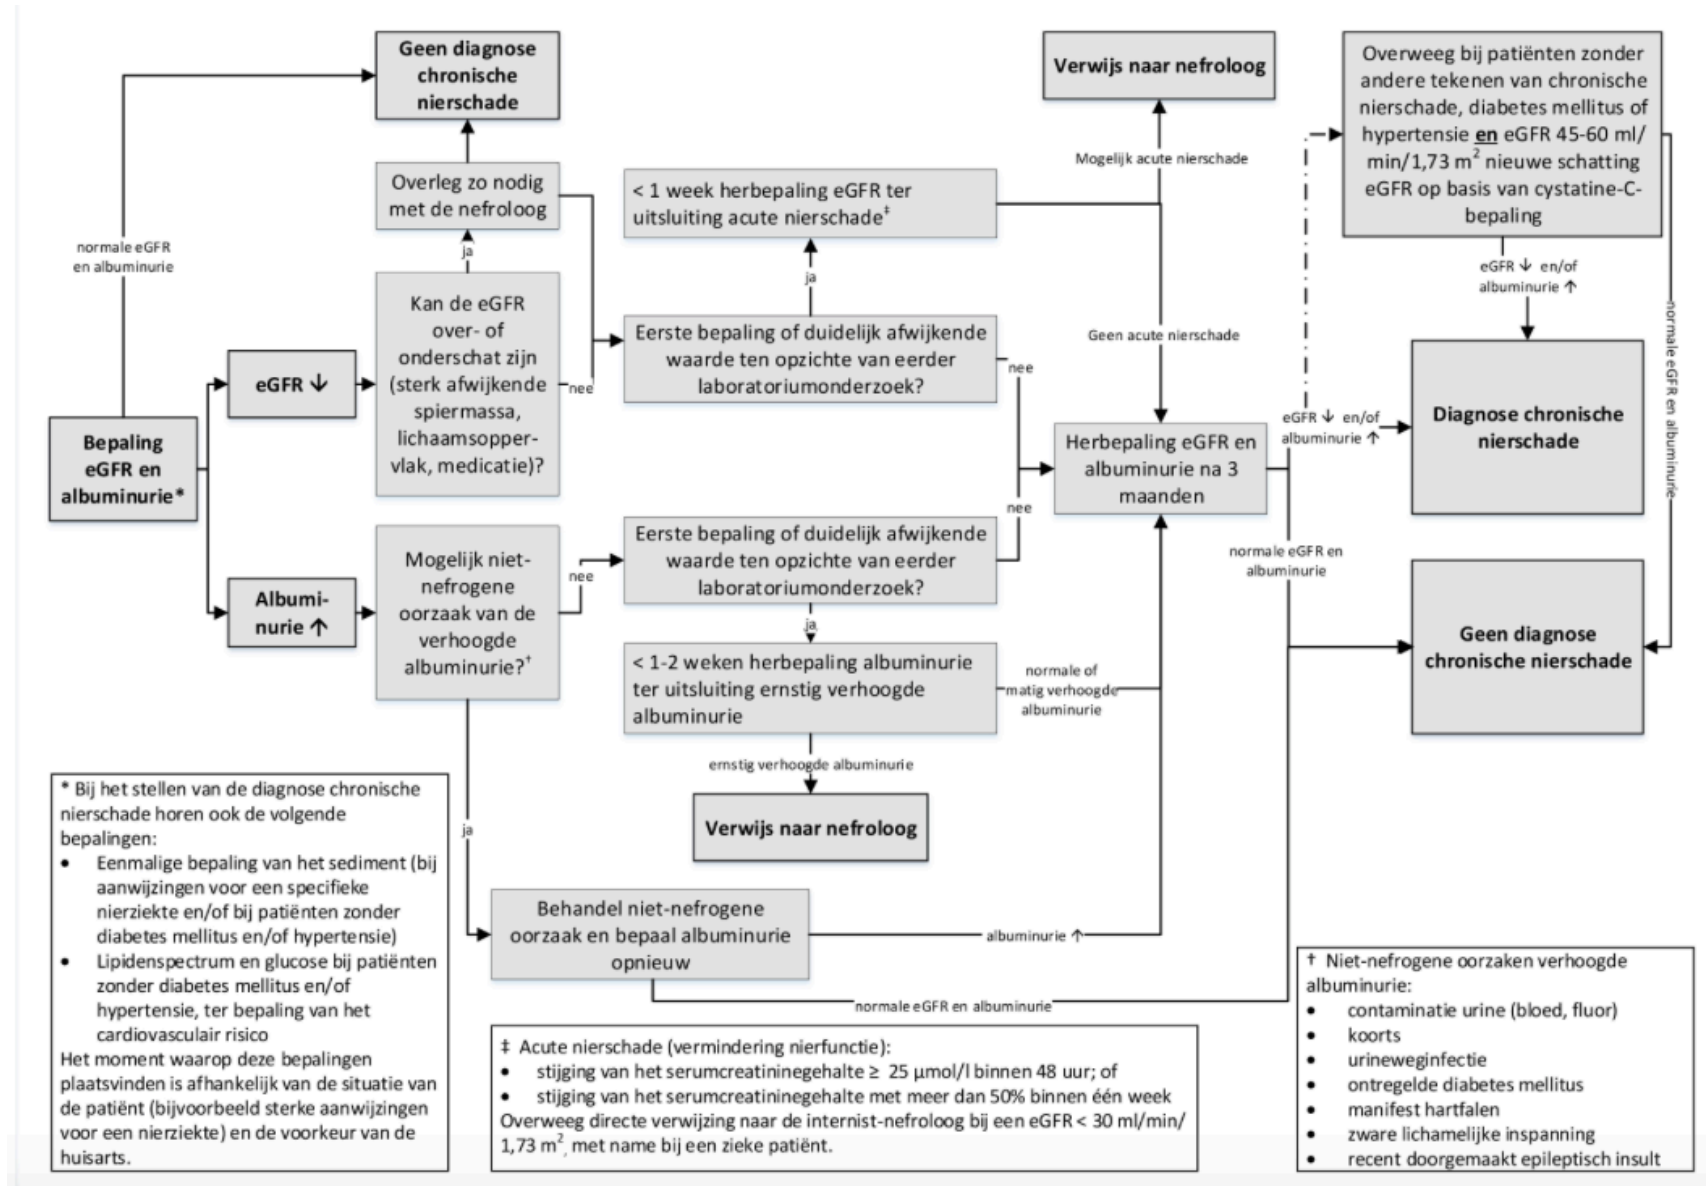 Geen diagnose
chronische
nierschade
Verwijs naar nefroloog
Overweeg bij patiënten zonder
andere tekenen van chronische
nierschade, diabetes mellitus of
hypertensie en eGFR 45-60 ml/
min/1,73 m² nieuwe schatting
eGFR op basis van cystatine-C-
bepaling
Mogelijk acute nierschade
Overleg zo nodig
met de nefroloog
< 1 week herbepaling eGFR ter
uitsluiting acute nierschade‡
normale eGFR
en albuminurie
ja
ja
eGFR ↓ en/of
albuminurie ↑
Kan de eGFR
over- of
onderschat zijn
(sterk afwijkende
spiermassa,
lichaamsopper-
vlak, medicatie)?
nee
Eerste bepaling of duidelijk afwijkende
waarde ten opzichte van eerder
laboratoriumonderzoek?
nee
Geen acute nierschade
normale eGFR en albuminurie
eGFR ↓
Bepaling
eGFR en
albuminurie*
Herbepaling eGFR en
albuminurie na 3
maanden
eGFR ↓ en/of
albuminurie ↑
Diagnose chronische
nierschade
Albumi-
nurie ↑
Mogelijk niet-
nefrogene
oorzaak van de
verhoogde
albuminurie?†
nee
Eerste bepaling of duidelijk afwijkende
waarde ten opzichte van eerder
laboratoriumonderzoek?
nee
normale eGFR en
albuminurie
ja
< 1-2 weken herbepaling albuminurie
ter uitsluiting ernstig verhoogde
albuminurie
normale of
matig verhoogde
albuminurie
Geen diagnose
chronische nierschade
ernstig verhoogde albuminurie
Verwijs naar nefroloog
ja
Behandel niet-nefrogene
oorzaak en bepaal albuminurie
opnieuw
albuminurie ↑
normale eGFR en albuminurie
* Bij het stellen van de diagnose chronische
nierschade horen ook de volgende
bepalingen:
• Eenmalige bepaling van het sediment (bij
aanwijzingen voor een specifieke
nierziekte en/of bij patiënten zonder
diabetes mellitus en/of hypertensie)
• Lipidenspectrum en glucose bij patiënten
zonder diabetes mellitus en/of
hypertensie, ter bepaling van het
cardiovasculair risico
Het moment waarop deze bepalingen
plaatsvinden is afhankelijk van de situatie van
de patiënt (bijvoorbeeld sterke aanwijzingen
voor een nierziekte) en de voorkeur van de
huisarts.
‡ Acute nierschade (vermindering nierfunctie):
• stijging van het serumcreatininegehalte ≥ 25 µmol/l binnen 48 uur; of
• stijging van het serumcreatininegehalte met meer dan 50% binnen één week
Overweeg directe verwijzing naar de internist-nefroloog bij een eGFR < 30 ml/min/
1,73 m², met name bij een zieke patiënt.
† Niet-nefrogene oorzaken verhoogde
albuminurie:
• contaminatie urine (bloed, fluor)
• koorts
• urineweginfectie
• ontregelde diabetes mellitus
• manifest hartfalen
• zware lichamelijke inspanning
• recent doorgemaakt epileptisch insult